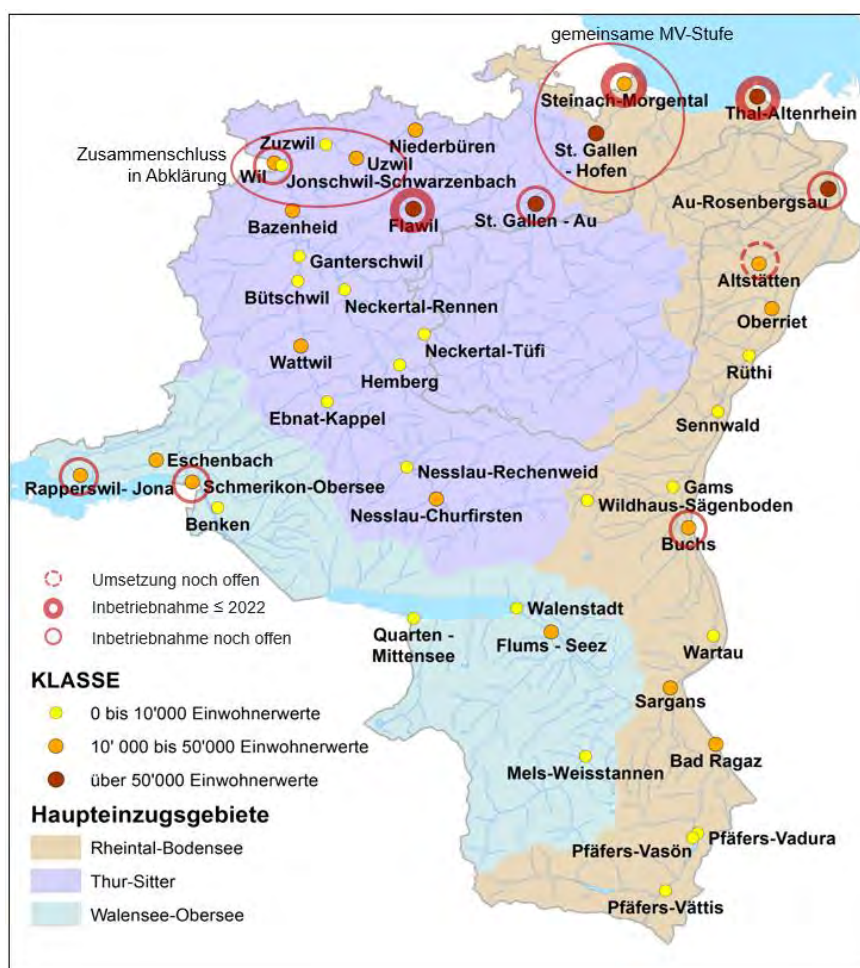 gemeinsame MV-Stufe
Steinach-Morgental
Thal-Altenrhein
Zuzwil
Niederbüren
St. Gallen
- Hofen
Zusammenschluss
in Abklärung
Uzwil
Wil
Jonschwil-Schwarzenbach
Au-Rosenbergsau
Bazenheid
Flawil
St. Gallen - Au
Ganterschwil
Altstätten
Bütschwil
Neckertal-Rennen
Oberriet
Neckertal-Tüfi
Wattwil
Rüthi
Hemberg
Ebnat-Kappel
Sennwald
Eschenbach
Nesslau-Rechenweid
Rapperswil- Jona
Schmerikon-Obersee
Gams
Wildhaus-Sägenboden
Benken
Nesslau-Churfirsten
Buchs
Umsetzung noch offen
Inbetriebnahme ≤ 2022
Inbetriebnahme noch offen
Walenstadt
Quarten -
Mittensee
Flums - Seez
Wartau
KLASSE
0 bis 10'000 Einwohnerwerte
10' 000 bis 50'000 Einwohnerwerte
über 50'000 Einwohnerwerte
Sargans
Bad Ragaz
Mels-Weisstannen
Haupteinzugsgebiete
Rheintal-Bodensee
Thur-Sitter
Walensee-Obersee
Pfäfers-Vadura
Pfäfers-Vasön
Pfäfers-Vättis